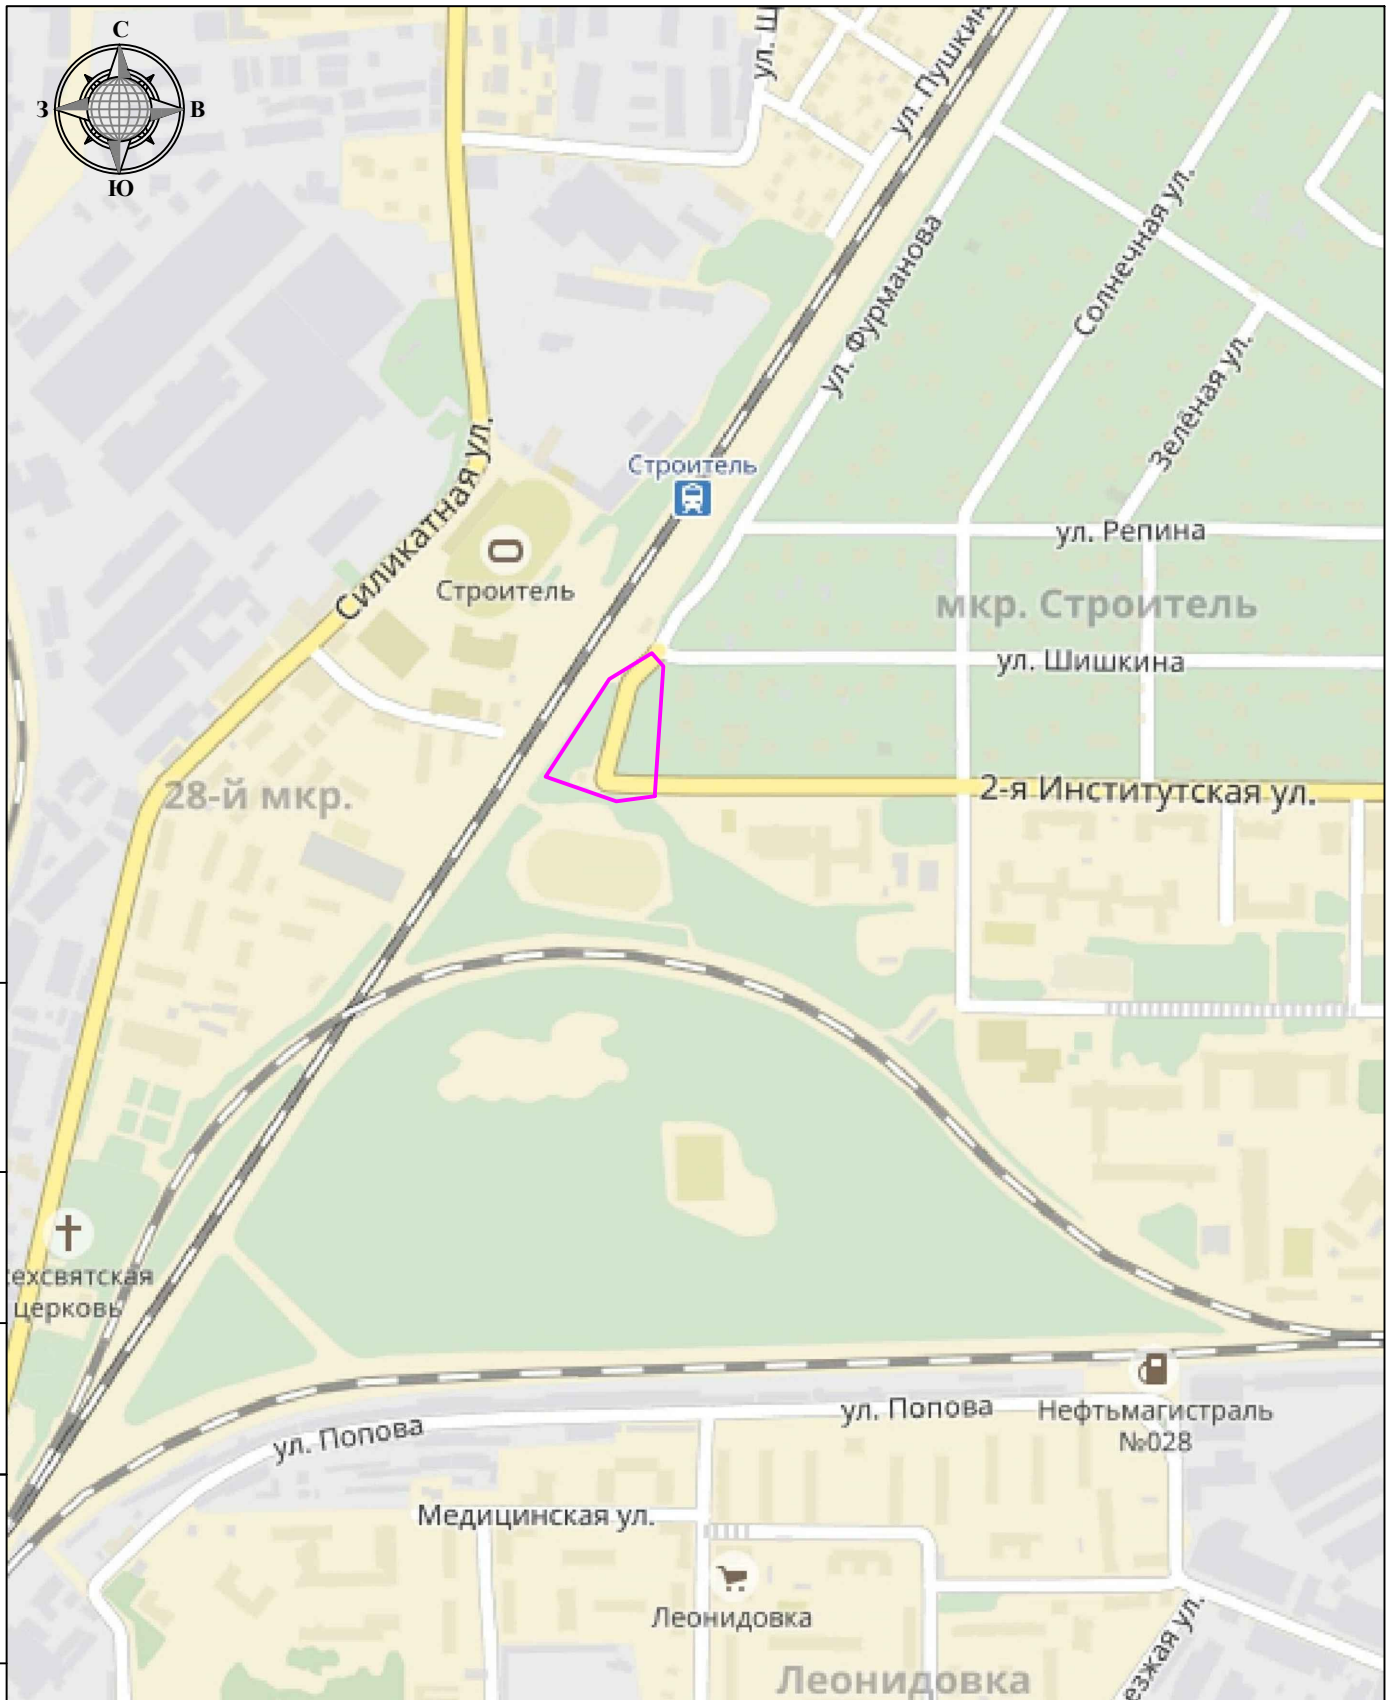 С
З
В
Ю
ул. Ш
ул. Пушкин
ул. Фурманова
Солнечная ул.
Зелёная ул.
Силикатная ул.
Строитель
Строитель
ул. Репина
мкр. Строитель
ул. Шишкина
28-й мкр.
2-я Институтская ул.
ехсвятская
церковь
ул. Попова
ул. Попова
Нефтьмагистраль
№028
Медицинская ул.
Леонидовка
Леонидовка
езжая ул.